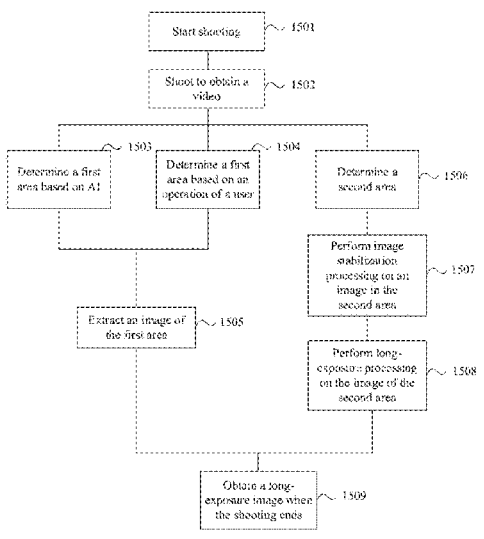 Start shooting
1501
Shoot to obtain a
video
1502
1503
Determine a first
area based on AI
1504
Determine a first
area based on an
operation of a user
Determine a
second area
1506
Perform image
stabilization
processing on an
image in the
second area
1507
Extract an image of
the first area
1505
Perform long-
exposure processing
on the image of the
second area
1508
Obtain a long-
exposure image when
the shooting ends
1509